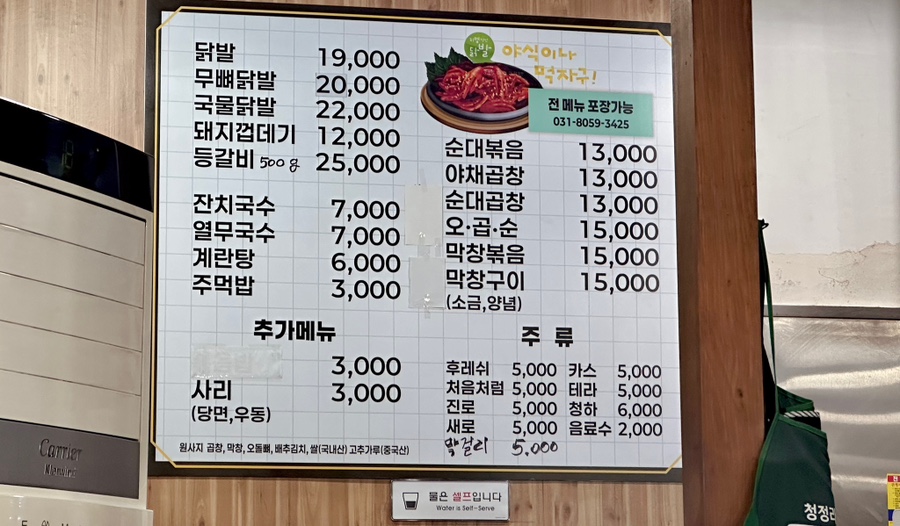 닭발 19,000
무뼈닭발 20,000
국물닭발 22,000
돼지껍데기 12,000
등갈비 500g 25,000
잔치국수 7,000
열무국수 7,000
계란탕 6,000
주먹밥 3,000
추가메뉴
3,000
사리 3,000
(당면,우동)
원사지 곱창, 막창, 오돌뼈, 배추김치, 쌀(국내산) 고추가루(중국산)
닭발
야식이나
먹자구!
전 메뉴 포장가능
031-8059-3425
순대볶음 13,000
야채곱창 13,000
순대곱창 13,000
오·곱·순 15,000
막창볶음 15,000
막창구이 15,000
(소금,양념)
주 류
후레쉬 5,000 카스 5,000
처음처럼 5,000 테라 5,000
진로 5,000 청하 6,000
새로 5,000 음료수 2,000
막걸리 5.000
물은 셀프입니다
Water is Self-Serve
Carrier
청정라